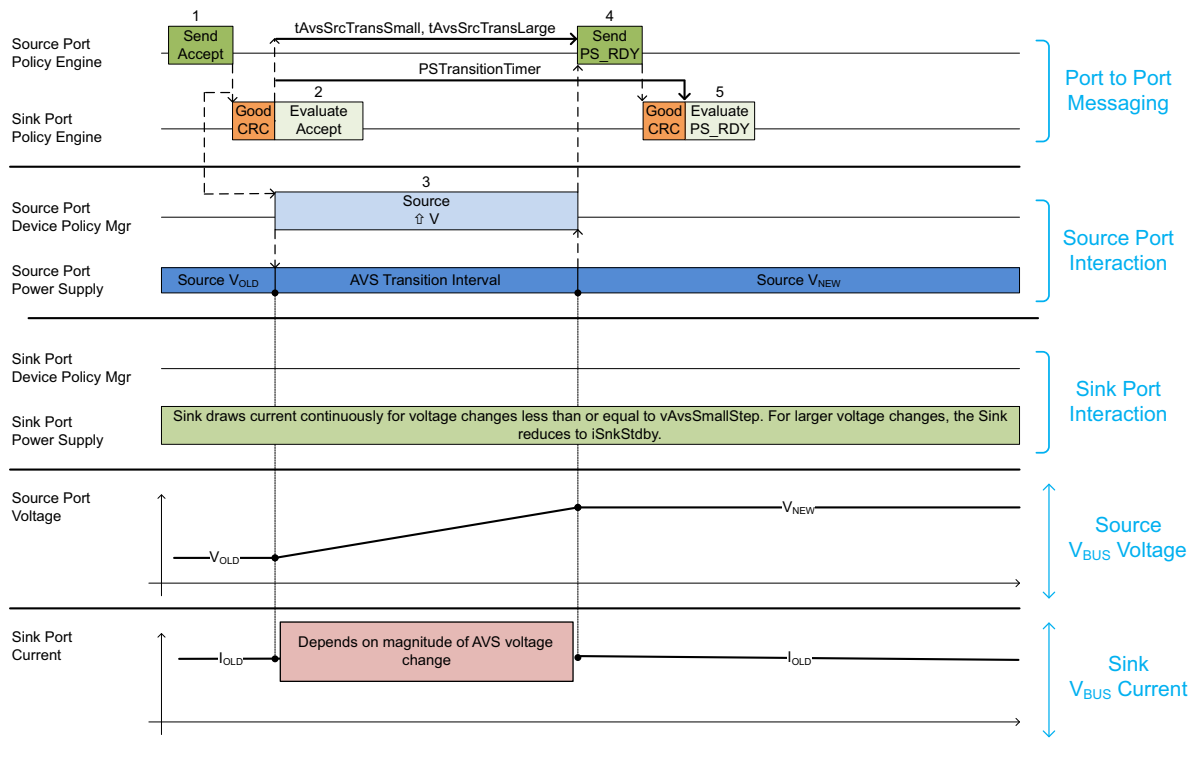 1
4
Send
Accept
tAvsSrcTransSmall, tAvsSrcTransLarge
Send
PS_RDY
Source Port
Policy Engine
PSTransitionTimer
Port to Port
Messaging
2
5
Good
CRC
Evaluate
Accept
Good
CRC
Evaluate
PS_RDY
Sink Port
Policy Engine
3
Source
⇧ V
Source Port
Device Policy Mgr
Source Port
Interaction
Source Port
Power Supply
Source VOLD
AVS Transition Interval
Source VNEW
Sink Port
Device Policy Mgr
Sink Port
Interaction
Sink Port
Power Supply
Sink draws current continuously for voltage changes less than or equal to vAvsSmallStep. For larger voltage changes, the Sink
reduces to iSnkStdby.
Source Port
Voltage
VNEW
VOLD
Source
VBUS Voltage
Sink Port
Current
IOLD
Depends on magnitude of AVS voltage
change
IOLD
Sink
VBUS Current